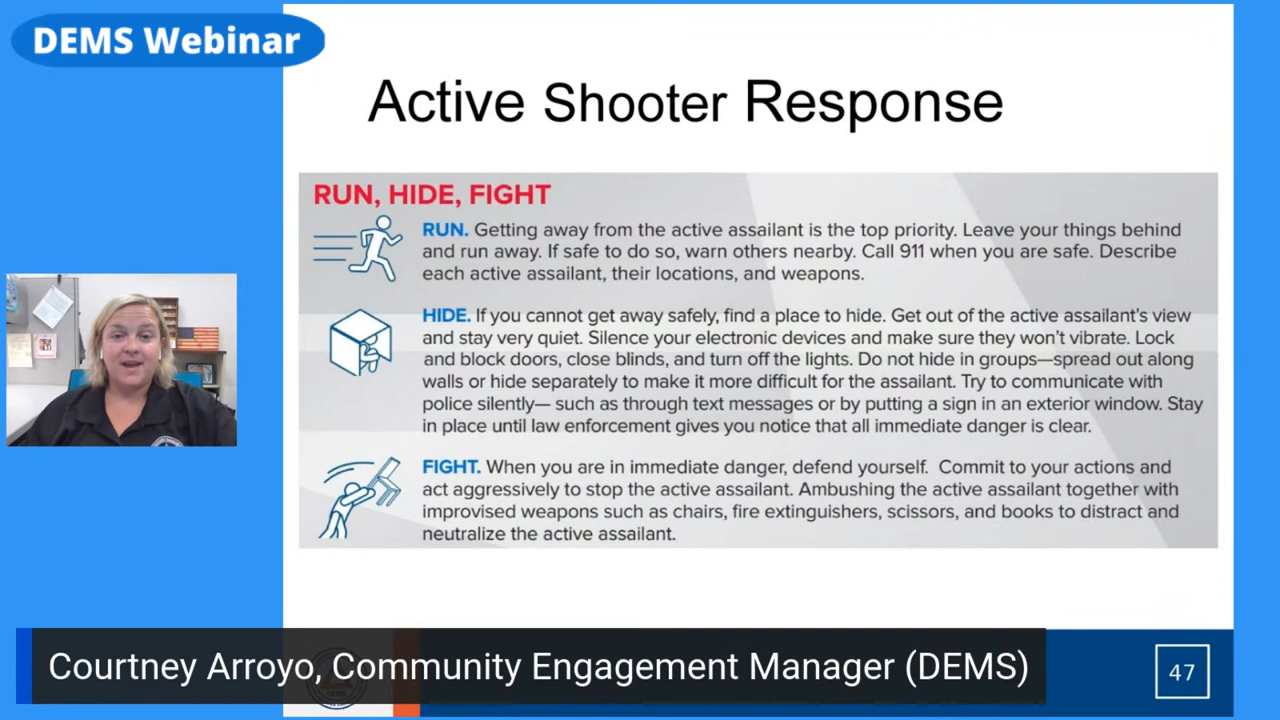 DEMS Webinar
Active Shooter Response
RUN, HIDE, FIGHT
RUN. Getting away from the active assailant is the top priority. Leave your things behind
and run away. If safe to do so, warn others nearby. Call 911 when you are safe. Describe
each active assailant, their locations, and weapons.
HIDE. If you cannot get away safely, find a place to hide. Get out of the active assailant's view
and stay very quiet. Silence your electronic devices and make sure they won't vibrate. Lock
and block doors, close blinds, and turn off the lights. Do not hide in groups—spread out along
walls or hide separately to make it more difficult for the assailant. Try to communicate with
police silently— such as through text messages or by putting a sign in an exterior window. Stay
in place until law enforcement gives you notice that all immediate danger is clear.
FIGHT. When you are in immediate danger, defend yourself. Commit to your actions and
act aggressively to stop the active assailant. Ambushing the active assailant together with
improvised weapons such as chairs, fire extinguishers, scissors, and books to distract and
neutralize the active assailant.
Courtney Arroyo, Community Engagement Manager (DEMS)
47